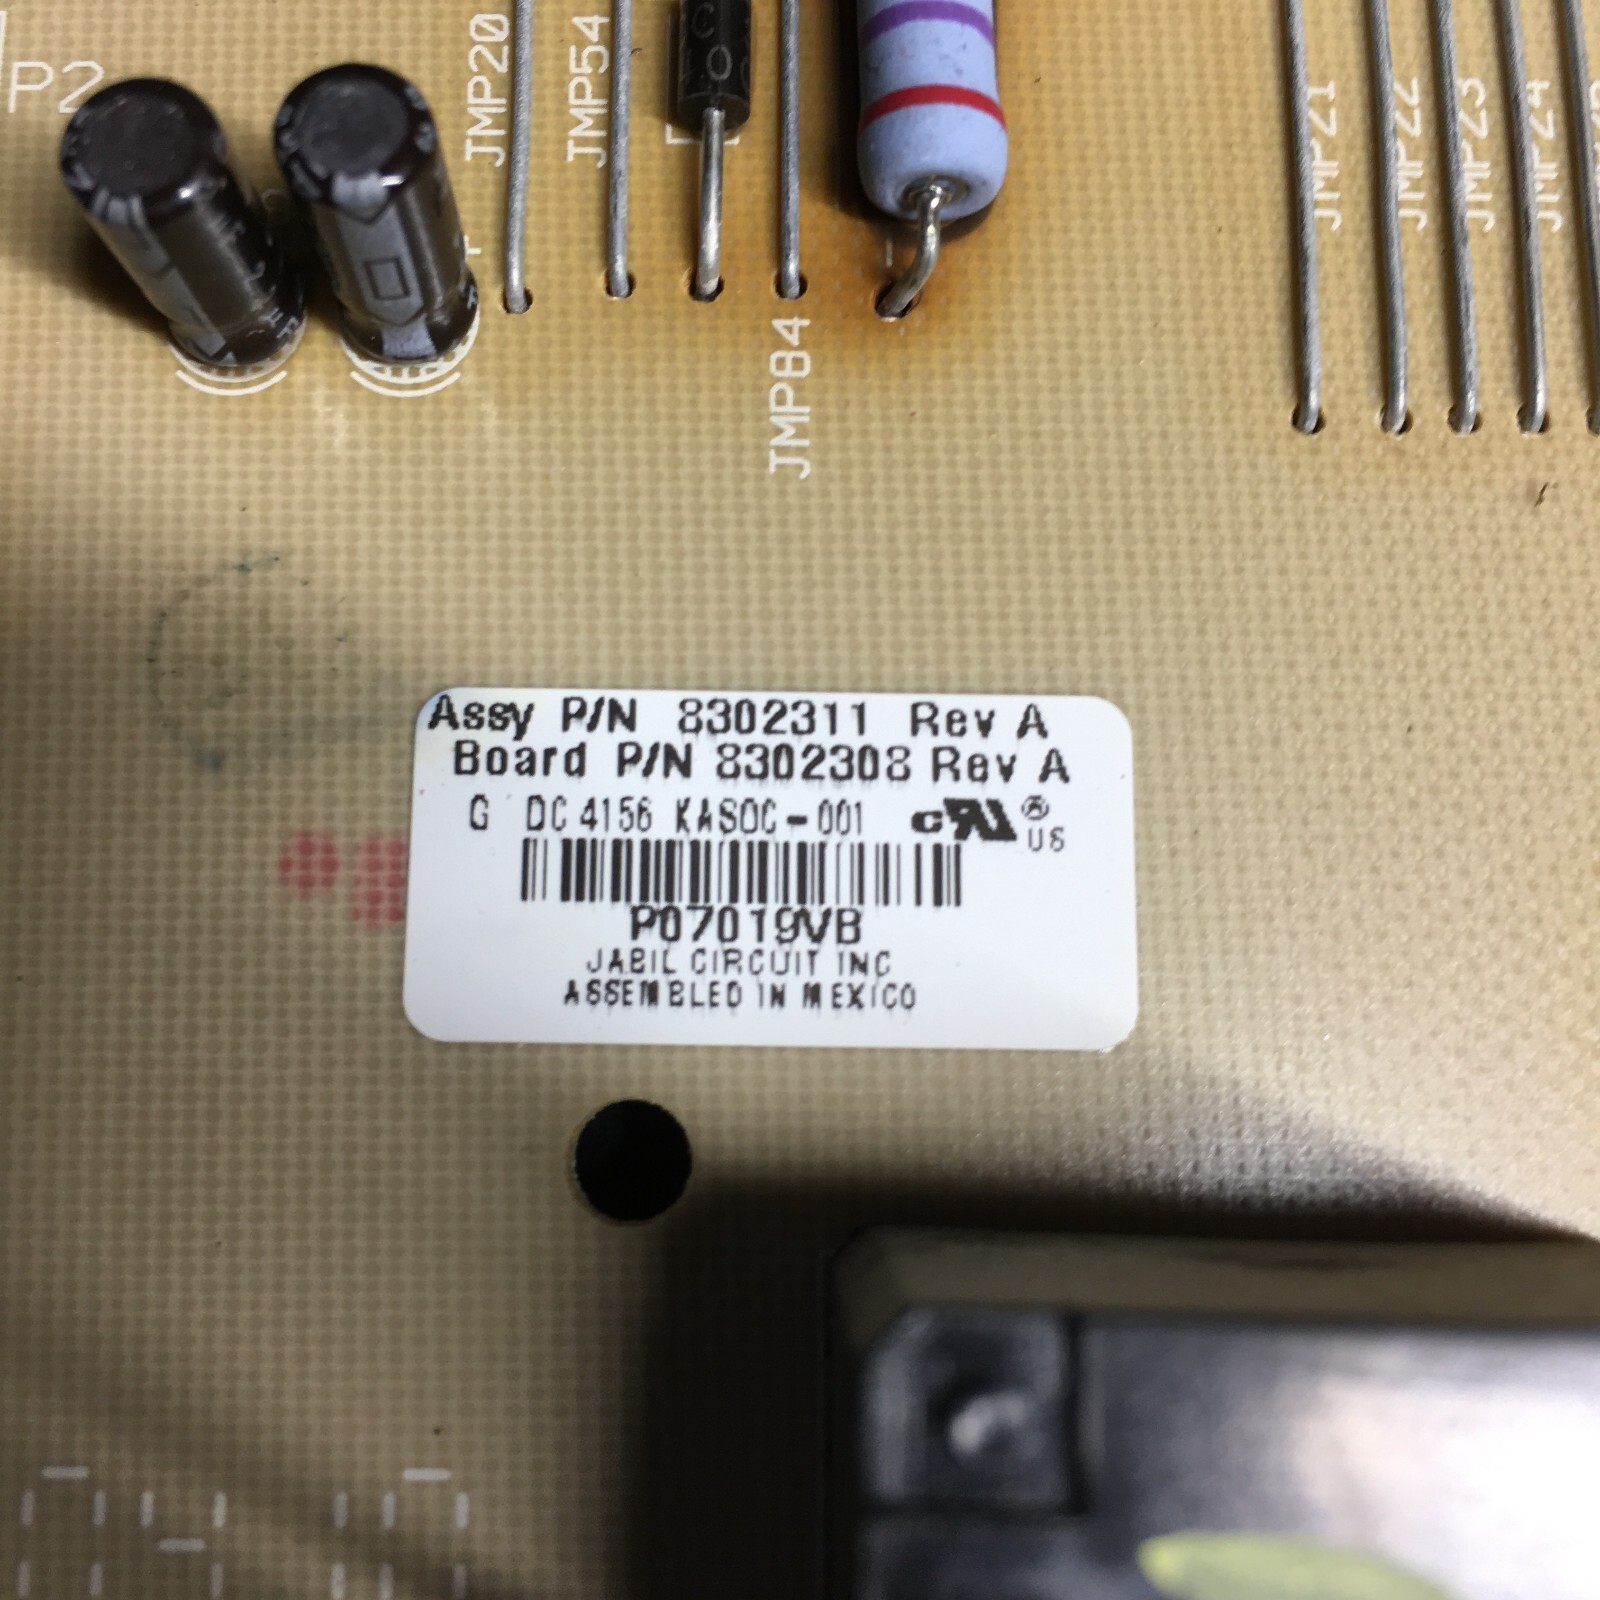 P2
JMP20
JMP54
JMP84
JMP21
JMP22
JMP23
JMP24
Assy P/N 8302311 Rev A
Board P/N 8302308 Rev A
G DC 4156 KASOC-001 cRU® US
P07019VB
JABIL CIRCUIT INC
ASSEMBLED IN MEXICO